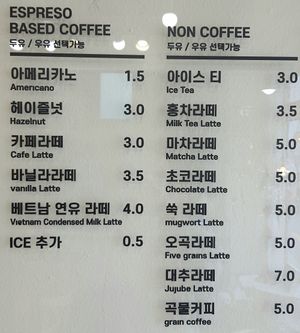 ESPRESO
BASED COFFEE
두유 / 우유 선택가능
아메리카노 1.5
Americano
헤이즐넛 3.0
Hazelnut
카페라떼 3.0
Cafe Latte
바닐라라떼 3.5
vanilla Latte
베트남 연유 라떼 4.0
Vietnam Condensed Milk Latte
ICE 추가 0.5
NON COFFEE
두유 / 우유 선택가능
아이스 티 3.0
Ice Tea
홍차라떼 3.5
Milk Tea Latte
마차라떼 5.0
Matcha Latte
초코라떼 5.0
Chocolate Latte
쑥 라떼 5.0
mugwort Latte
오곡라떼 5.0
Five grains Latte
대추라떼 7.0
Jujube Latte
곡물커피 5.0
grain coffee